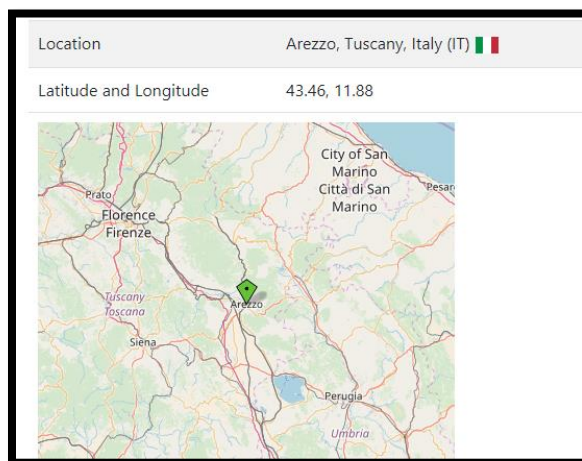 Location Arezzo, Tuscany, Italy (IT)
Latitude and Longitude 43.46, 11.88
City of San
Marino
Città di San
Marino
Pesar
Prato
Florence
Firenze
Tuscany
Toscana
Arezzo
Siena
Perugia
Umbria